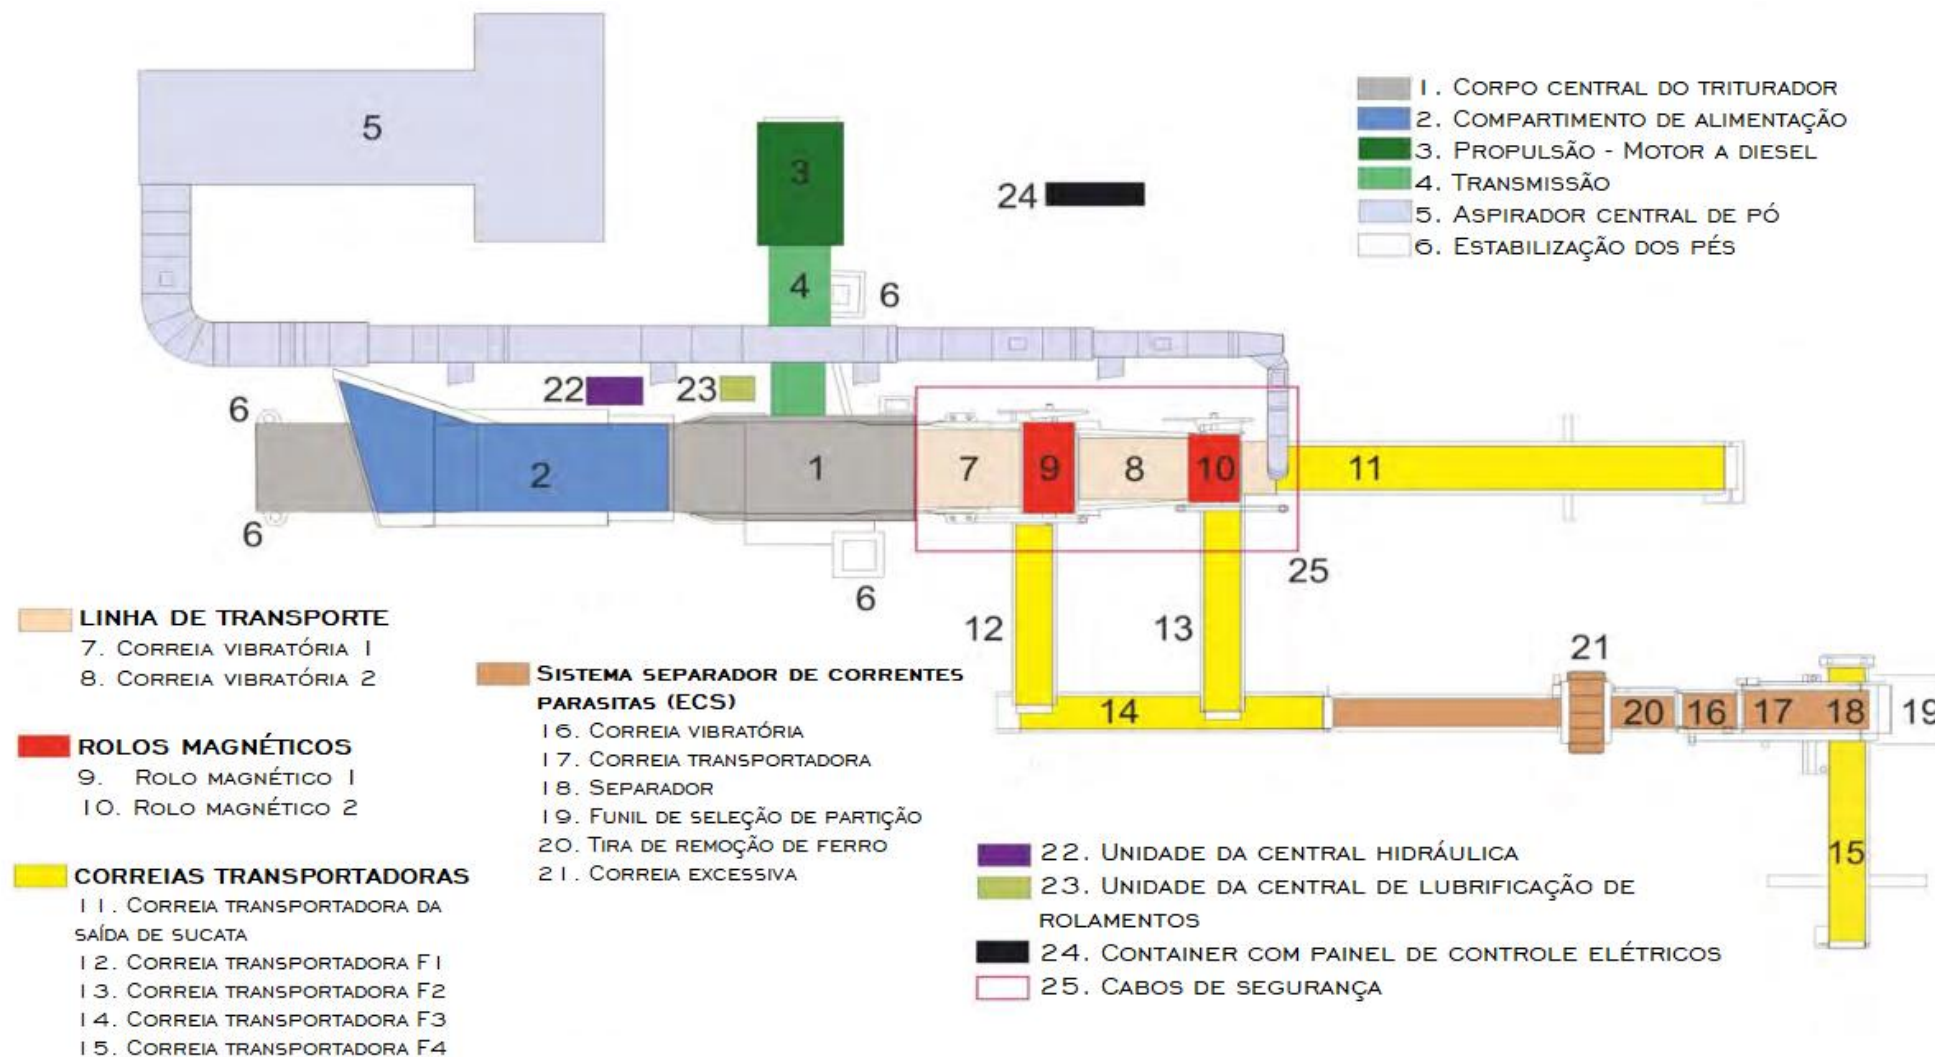 1. Corpo central do triturador
2. Compartimento de alimentação
3. Propulsão - Motor a diesel
4. Transmissão
5. Aspirador central de pó
6. Estabilização dos pés
5
3
24
4
6
22
23
6
2
1
7
9
8
10
11
6
6
25
12
13
21
14
20
16
17
18
19
15
LINHA DE TRANSPORTE
7. Correia vibratória 1
8. Correia vibratória 2
ROLOS MAGNÉTICOS
9. Rolo magnético 1
10. Rolo magnético 2
CORREIAS TRANSPORTADORAS
11. Correia transportadora da
saída de sucata
12. Correia transportadora F1
13. Correia transportadora F2
14. Correia transportadora F3
15. Correia transportadora F4
Sistema separador de correntes
parasitas (ECS)
16. Correia vibratória
17. Correia transportadora
18. Separador
19. Funil de seleção de partição
20. Tira de remoção de ferro
21. Correia excessiva
22. Unidade da central hidráulica
23. Unidade da central de lubrificação de
rolamentos
24. Container com painel de controle elétricos
25. Cabos de segurança